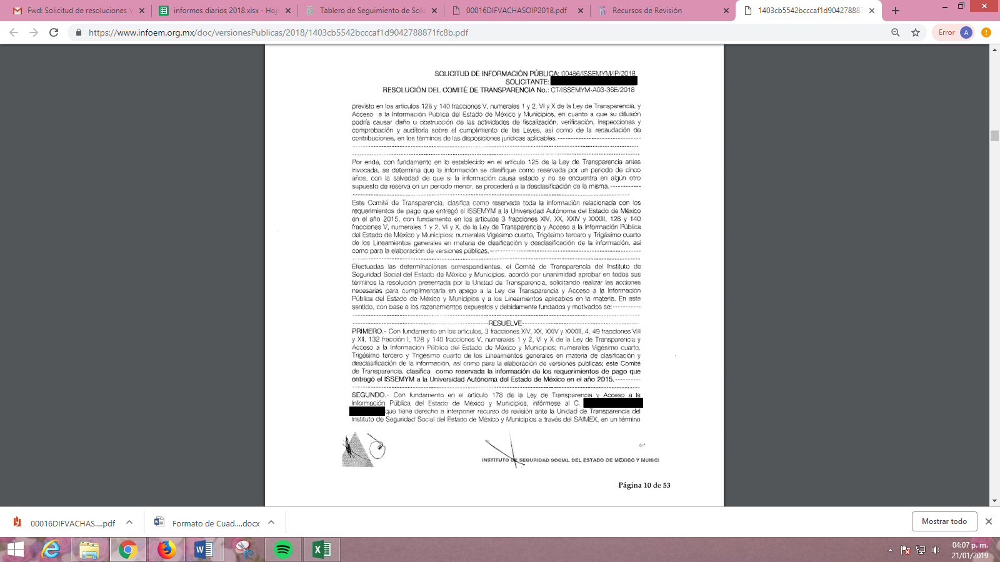 Fwd: Solicitud de resoluciones V
informes diarios 2018.xlsx - Hoja
Tablero de Seguimiento de Solic
00016DIFVACHASOIP2018.pdf
Recursos de Revisión
1403cb5542bcccaf1d9042788871
https://www.infoem.org.mx/doc/versionesPublicas/2018/1403cb5542bcccaf1d9042788871fc8b.pdf
Error A
SOLICITUD DE INFORMACIÓN PÚBLICA: 00486/ISSEMYM/IP/2018
SOLICITANTE:
RESOLUCIÓN DEL COMITÉ DE TRANSPARENCIA No.: CT/ISSEMYM-A03-36E/2018
previsto en los artículos 128 y 140 fracciones V, numerales 1 y 2, VI y X de la Ley de Transparencia, y
Acceso a la Información Pública del Estado de México y Municipios, en cuanto a que su difusión
podría causar daño u obstrucción de las actividades de fiscalización, verificación, inspecciones y
comprobación y auditoría sobre el cumplimiento de las Leyes, así como de la recaudación de
contribuciones, en los términos de las disposiciones jurídicas aplicables.
Por ende, con fundamento en lo establecido en el artículo 125 de la Ley de Transparencia antes
invocada, se determina que la información se clasifique como reservada por un periodo de cinco
años, con la salvedad de que si la información causa estado y no se encuentra en algún otro
supuesto de reserva en un periodo menor, se procederá a la desclasificación de la misma.
Este Comité de Transparencia, clasifica como reservada toda la información relacionada con los
requerimientos de pago que entregó el ISSEMYM a la Universidad Autónoma del Estado de México
en el año 2015, con fundamento en los artículos 3 fracciones XIV, XX, XXIV y XXXIII, 128 y 140
fracciones V, numerales 1 y 2, VI y X, de la Ley de Transparencia y Acceso a la Información Pública
del Estado de México y Municipios; numerales Vigésimo cuarto, Trigésimo tercero y Trigésimo cuarto
de los Lineamientos generales en materia de clasificación y desclasificación de la información, así
como para la elaboración de versiones públicas.
Efectuadas las determinaciones correspondientes, el Comité de Transparencia del Instituto de
Seguridad Social del Estado de México y Municipios, acordó por unanimidad aprobar en todos sus
términos la resolución presentada por la Unidad de Transparencia, solicitando realizar las acciones
necesarias para cumplimentarla en apego a la Ley de Transparencia y Acceso a la Información
Pública del Estado de México y Municipios y a los Lineamientos aplicables en la materia. En este
sentido, con base a los razonamientos expuestos y debidamente fundados y motivados se:
RESUELVE
PRIMERO.- Con fundamento en los artículos, 3 fracciones XIV, XX, XXIV y XXXIII, 4, 49 fracciones VIII
y XII, 132 fracción I, 128 y 140 fracciones V, numerales 1 y 2, VI y X de la Ley de Transparencia y
Acceso a la Información Pública del Estado de México y Municipios; numerales Vigésimo cuarto,
Trigésimo tercero y Trigésimo cuarto de los Lineamientos generales en materia de clasificación y
desclasificación de la información, así como para la elaboración de versiones públicas; este Comité
de Transparencia, clasifica como reservada la información de los requerimientos de pago que
entregó el ISSEMYM a la Universidad Autónoma del Estado de México en el año 2015.
SEGUNDO.- Con fundamento en el artículo 178 de la Ley de Transparencia y Acceso a la
Información Pública del Estado de México y Municipios, infórmese al C.
que tiene derecho a interponer recurso de revisión ante la Unidad de Transparencia del
Instituto de Seguridad Social del Estado de México y Municipios a través del SAIMEX, en un término
6/7
INSTITUTO DE SEGURIDAD SOCIAL DEL ESTADO DE MÉXICO Y MUNICI
Página 10 de 53
00016DIFVACHAS....pdf
Formato de Cuad....docx
Mostrar todo
04:07 p. m.
21/01/2019